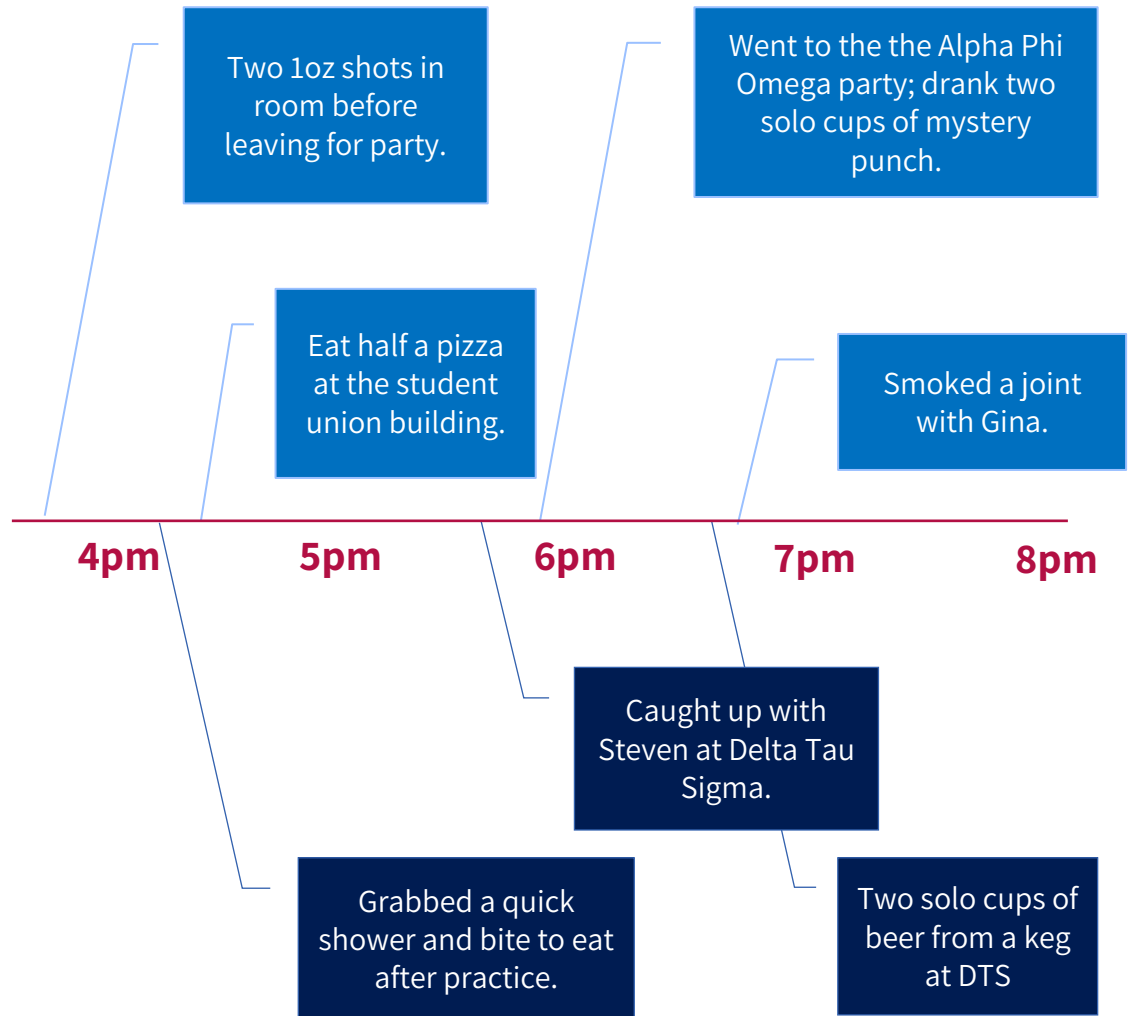 Two 1oz shots in
room before
leaving for party.
Went to the the Alpha Phi
Omega party; drank two
solo cups of mystery
punch.
Eat half a pizza
at the student
union building.
Smoked a joint
with Gina.
4pm
5pm
6pm
7pm
8pm
Caught up with
Steven at Delta Tau
Sigma.
Grabbed a quick
shower and bite to eat
after practice.
Two solo cups of
beer from a keg
at DTS